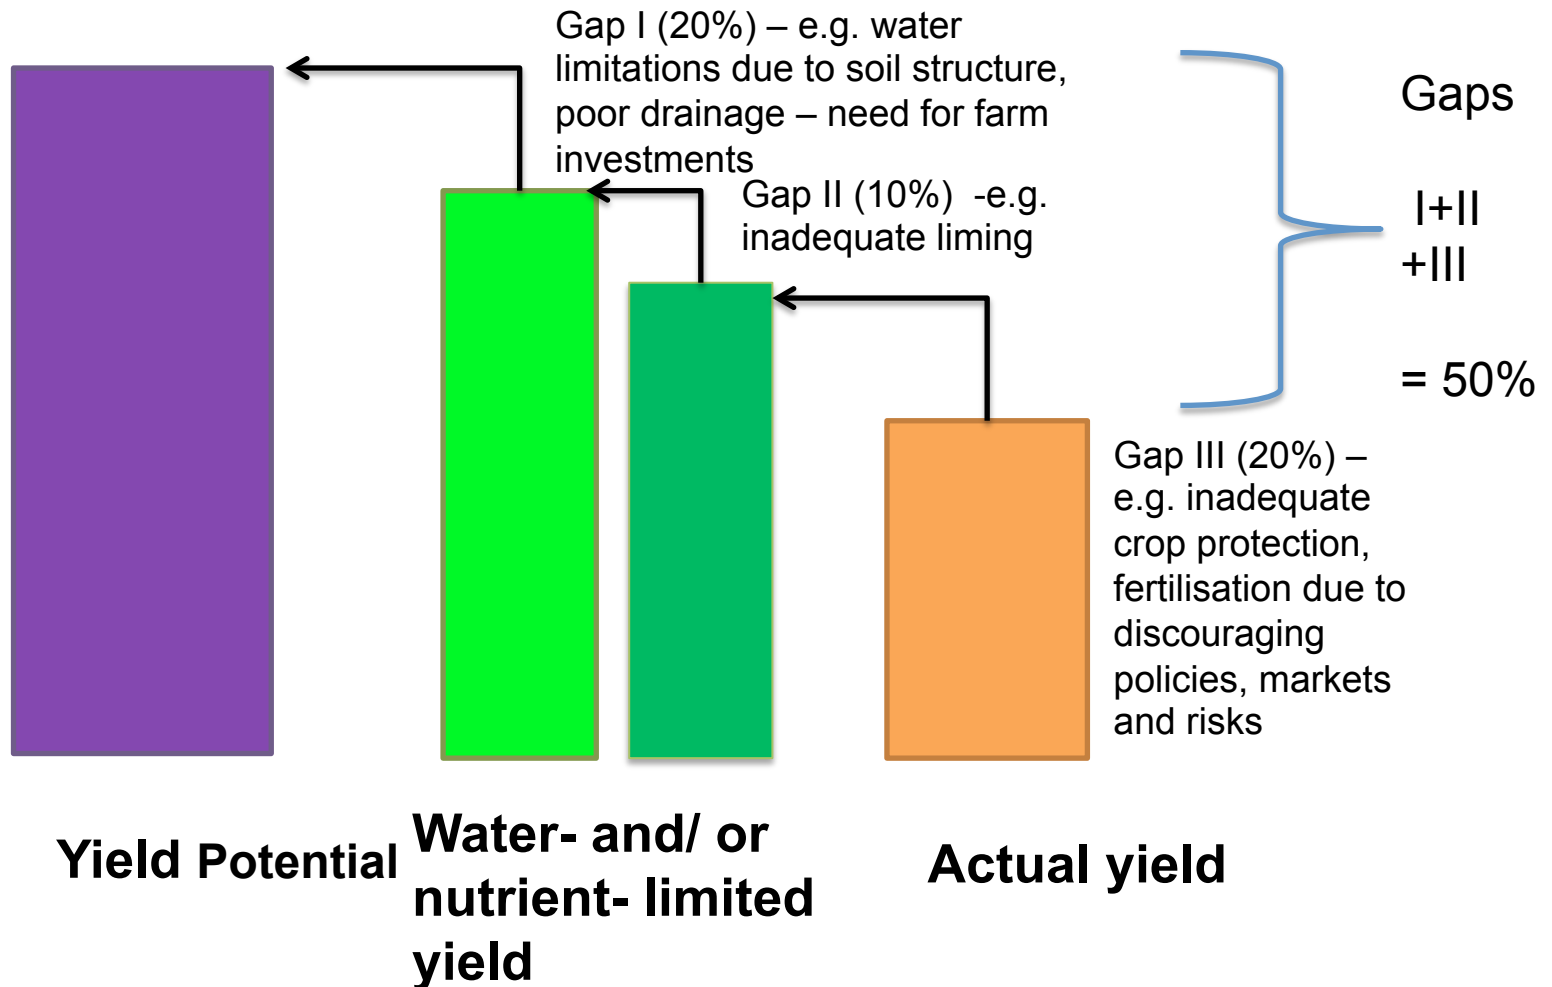 Gap I (20%) – e.g. water
limitations due to soil structure,
poor drainage – need for farm
investments
Gap II (10%)  -e.g.
inadequate liming
Gaps
I+II
+III
= 50%
Gap III (20%) –
e.g. inadequate
crop protection,
fertilisation due to
discouraging
policies, markets
and risks
Yield Potential
Water- and/ or
nutrient- limited
yield
Actual yield